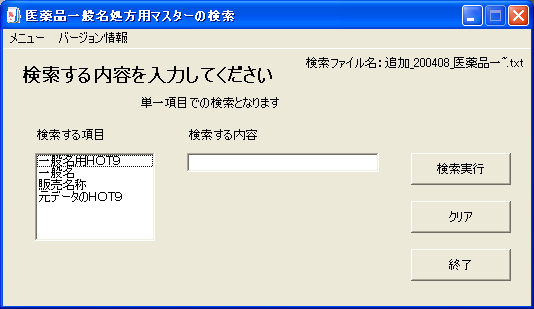 医薬品一般名処方用マスターの検索
メニュー バージョン情報
検索ファイル名：追加_200408_医薬品一~.txt
検索する内容を入力してください
単一項目での検索となります
検索する項目 検索する内容
一般名用HOT9
一般名
販売名称
元データのHOT9
検索実行
クリア
終了